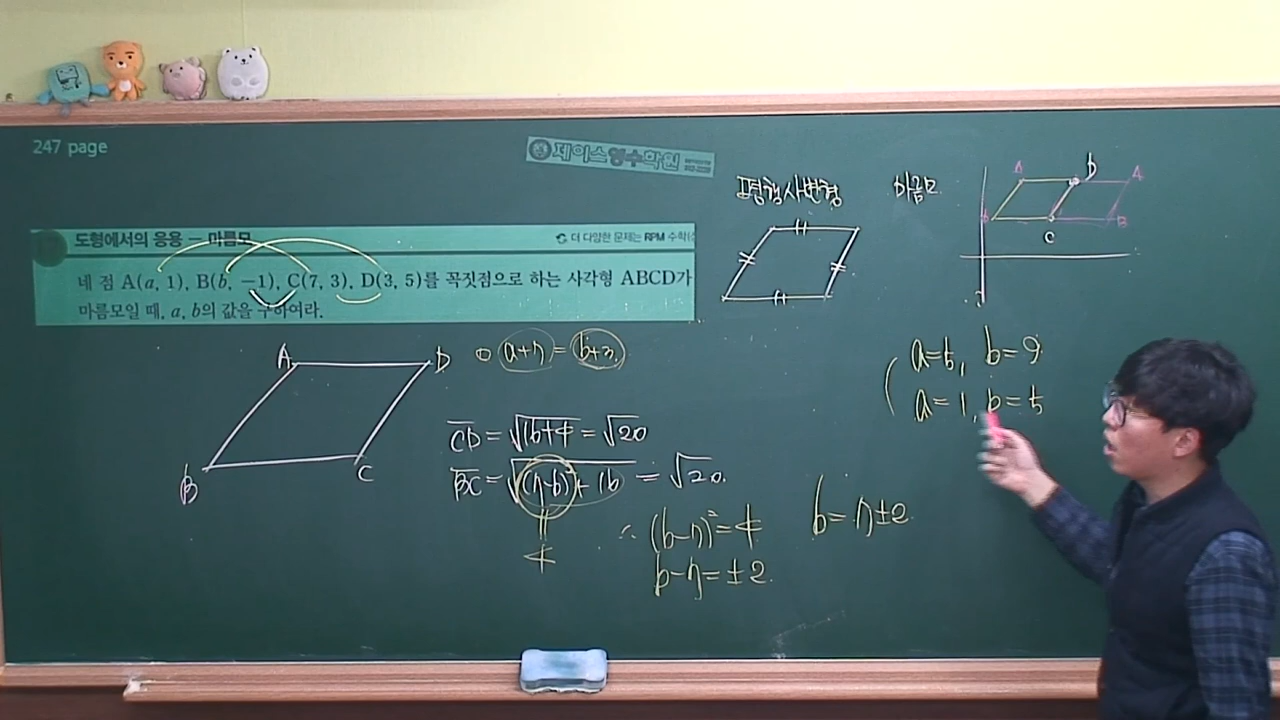 247 page
제이스영수학원
도형에서의 응용 - 마름모
더 다양한 문제는 RPM 수학(상
네 점 A(a, 1), B(b, -1), C(7, 3), D(3, 5)를 꼭짓점으로 하는 사각형 ABCD가
마름모일 때, a, b의 값을 구하여라.
평행사변형
마름모
A D A
B C B
A D
B C
a+7 = b+3
CD = √16+4 = √20
BC = √(7-b)²+16 = √20
4
∴ (b-7)²=4
b-7=±2
b=7±2
a=5, b=9
a=1, b=5